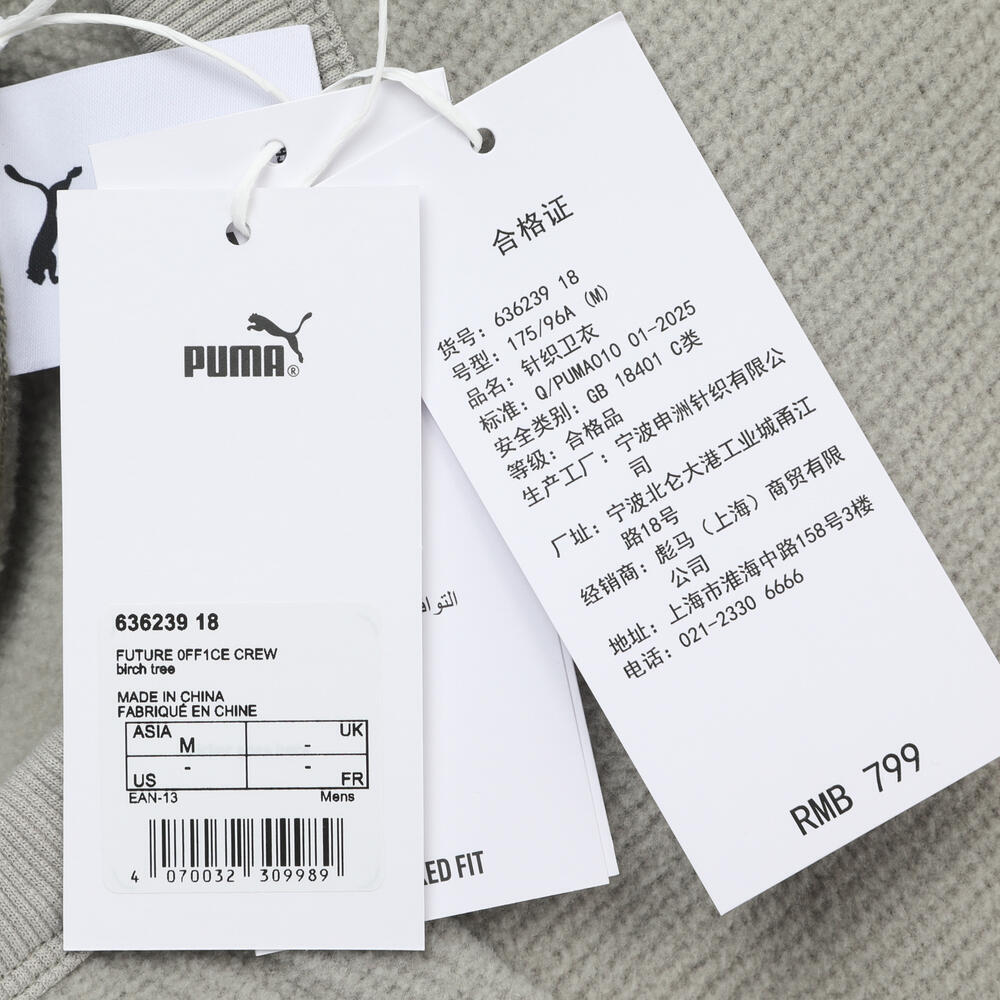 PUMA®
636239 18
FUTURE 0FF1CE CREW
birch tree
MADE IN CHINA
FABRIQUÉ EN CHINE
ASIA M - UK
US - - FR
EAN-13 Mens
4 070032 309989
合格证
货号: 636239 18
号型: 175/96A (M)
品名: 针织卫衣
标准: Q/PUMA010 01-2025
安全类别: GB 18401 C类
等级: 合格品
生产工厂: 宁波申洲针织有限公
司
厂址: 宁波北仑大港工业城甬江
路18号
经销商: 彪马（上海）商贸有限
公司
地址: 上海市淮海中路158号3楼
电话: 021-2330 6666
RMB 799
FIT